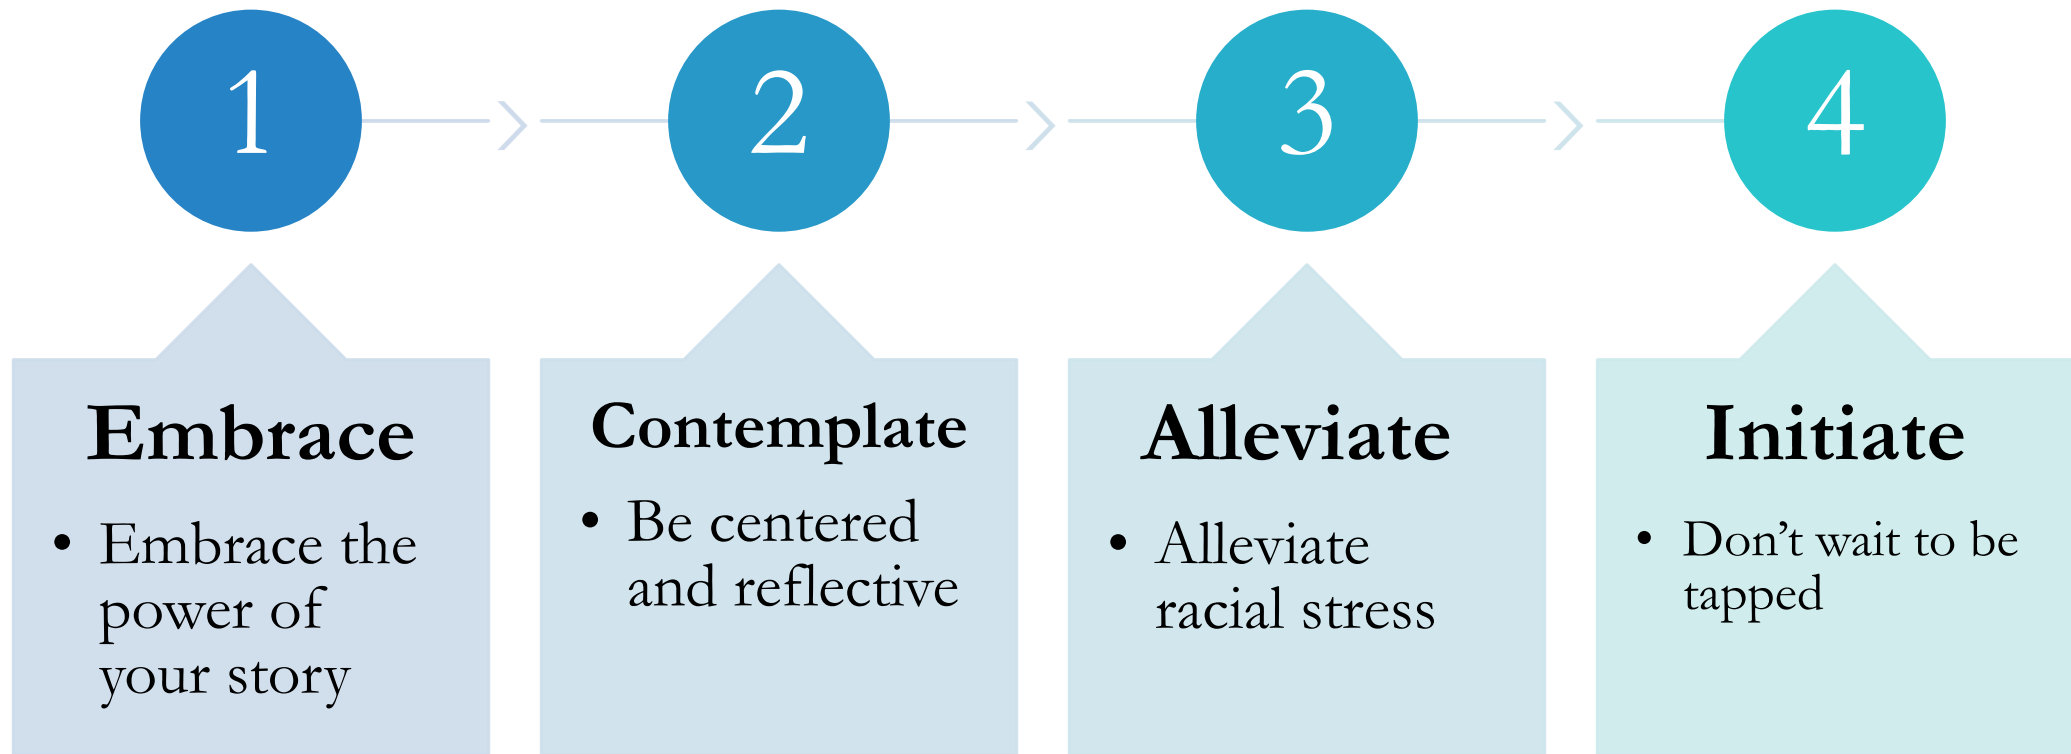 1
2
3
4
Embrace
• Embrace the
power of
your story
Contemplate
• Be centered
and reflective
Alleviate
• Alleviate
racial stress
Initiate
• Don’t wait to be
tapped